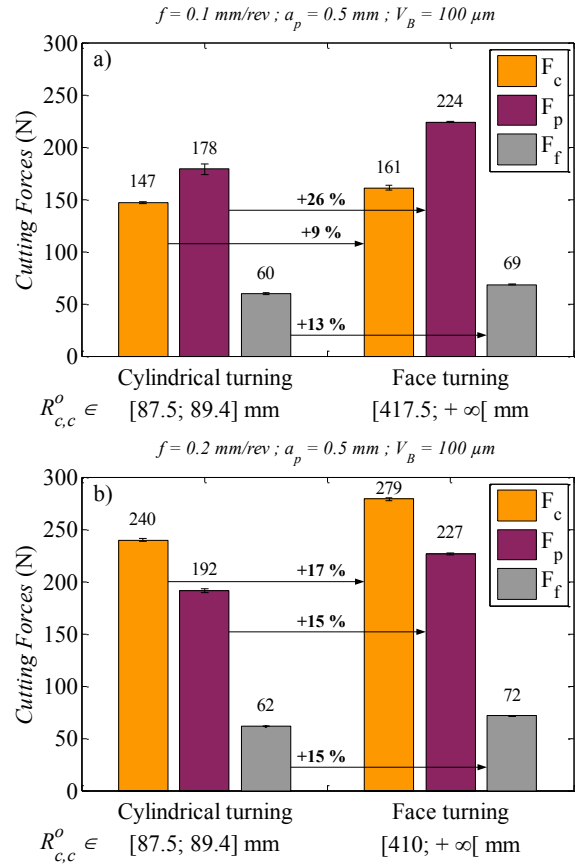 f = 0.1 mm/rev ; a_p = 0.5 mm ; V_B = 100 µm
a)
300
250
200
150
100
50
0
Cutting Forces (N)
147
178
60
161
224
69
+26 %
+9 %
+13 %
F_c
F_p
F_f
Cylindrical turning Face turning
R^o_{c,c} ∈ [87.5; 89.4] mm [417.5; + ∞[ mm
f = 0.2 mm/rev ; a_p = 0.5 mm ; V_B = 100 µm
b)
300
250
200
150
100
50
0
Cutting Forces (N)
240
192
62
279
227
72
+17 %
+15 %
+15 %
F_c
F_p
F_f
Cylindrical turning Face turning
R^o_{c,c} ∈ [87.5; 89.4] mm [410; + ∞[ mm